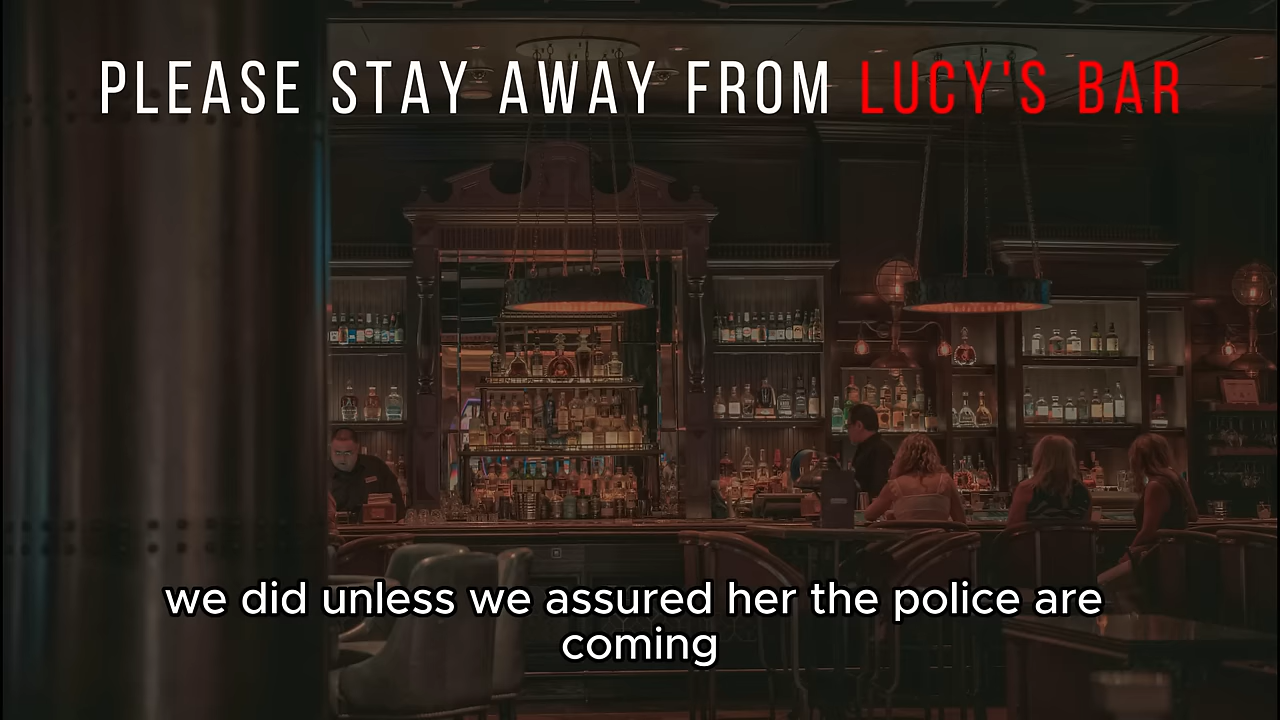 PLEASE STAY AWAY FROM LUCY'S BAR
we did unless we assured her the police are
coming